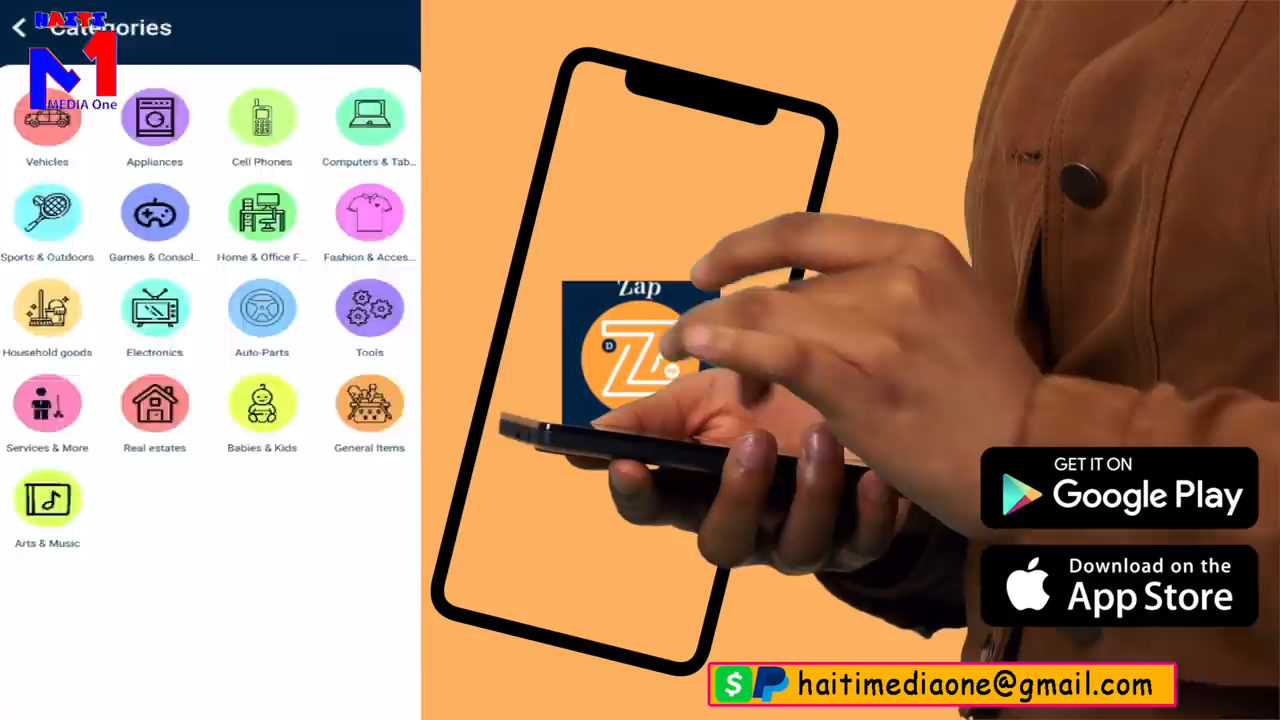 HAITI
Categories
M1
MEDIA One
Vehicles
Appliances
Cell Phones
Computers & Tab...
Sports & Outdoors
Games & Consol...
Home & Office F...
Fashion & Acces...
Household goods
Electronics
Auto-Parts
Tools
Services & More
Real estates
Babies & Kids
General Items
Arts & Music
Zap
D
Z
GET IT ON
Google Play
Download on the
App Store
$ haitimediaone@gmail.com